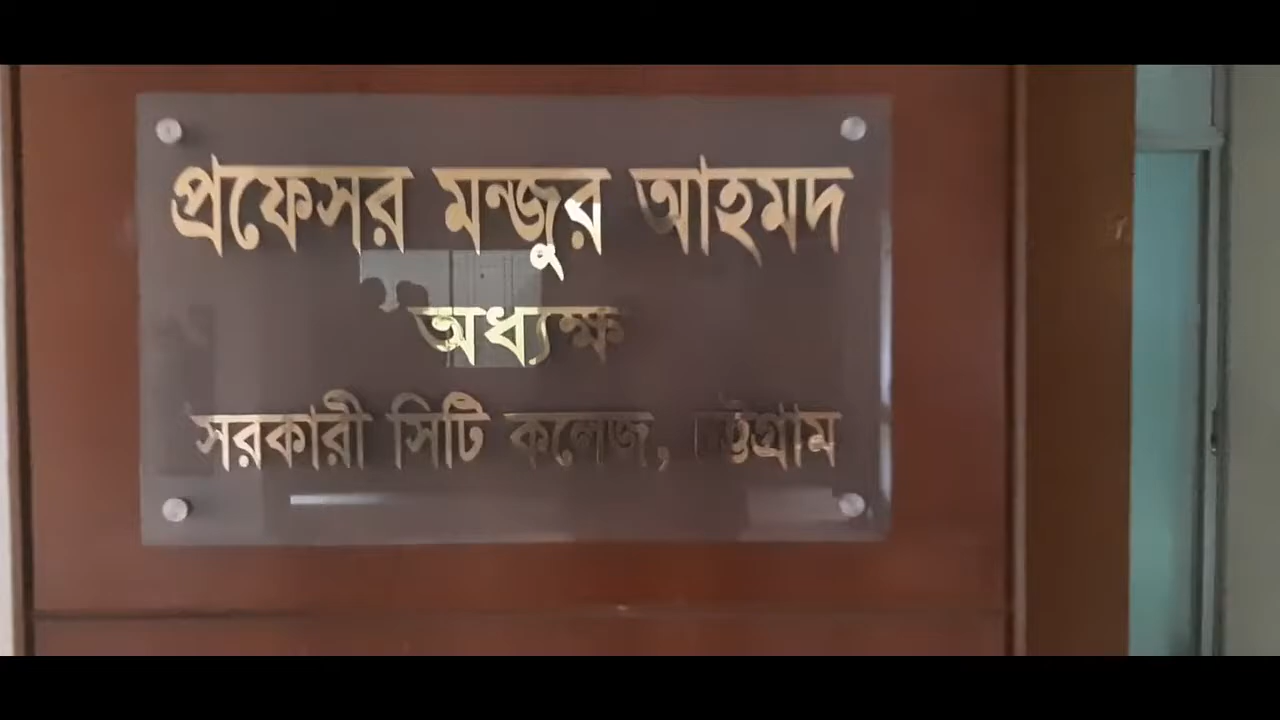 প্রফেসর মন্জুর আহমদ
অধ্যক্ষ
সরকারী সিটি কলেজ, চট্টগ্রাম